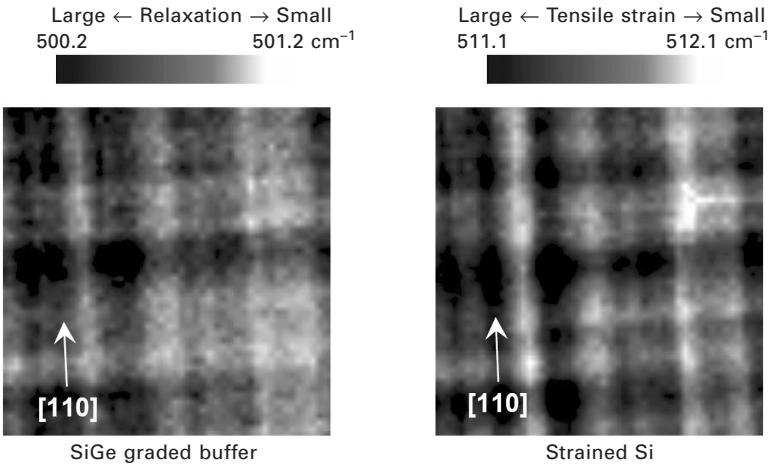 Large ← Relaxation → Small
500.2 501.2 cm⁻¹
[110]
SiGe graded buffer
Large ← Tensile strain → Small
511.1 512.1 cm⁻¹
[110]
Strained Si